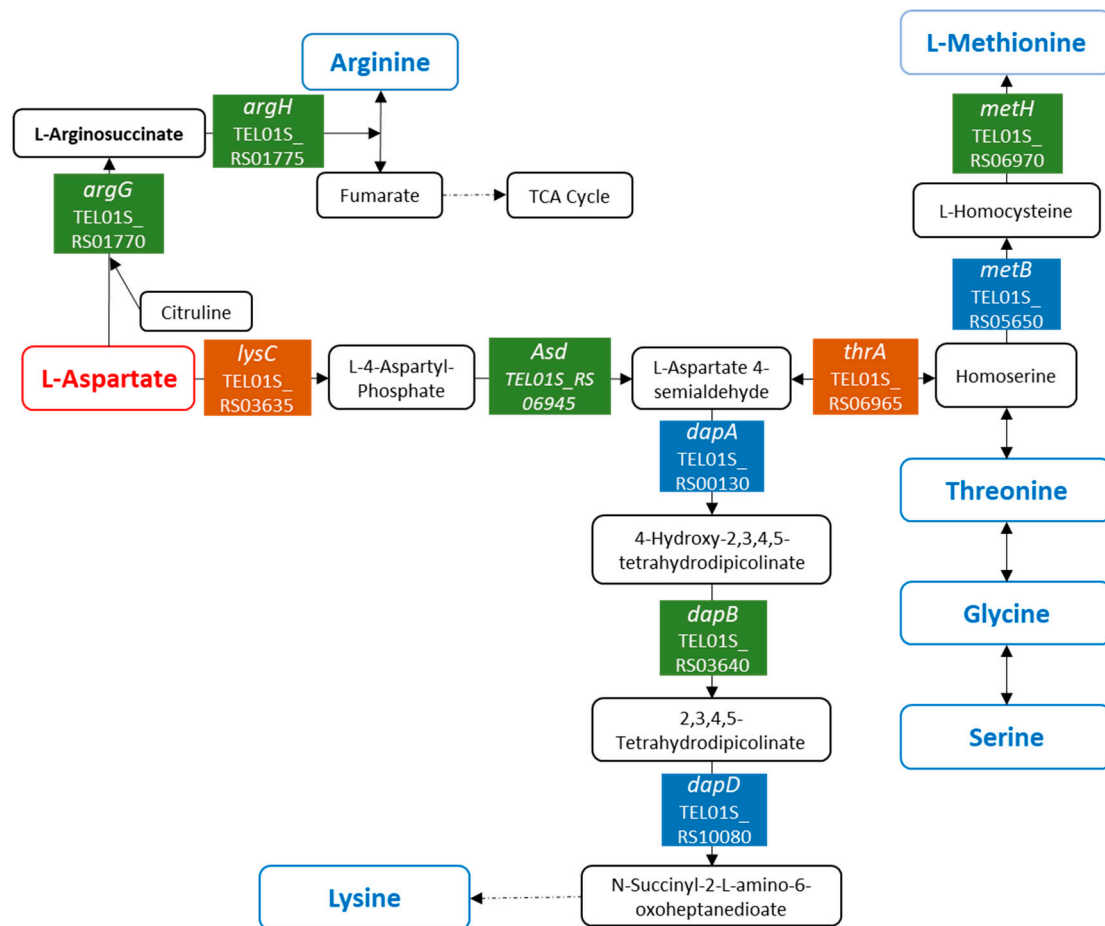 Arginine
L-Methionine
argH
TEL01S_
RS01775
metH
TEL01S_
RS06970
L-Arginosuccinate
argG
TEL01S_
RS01770
Fumarate
TCA Cycle
L-Homocysteine
metB
TEL01S_
RS05650
Citruline
L-Aspartate
lysC
TEL01S_
RS03635
L-4-Aspartyl-
Phosphate
Asd
TEL01S_RS
06945
L-Aspartate 4-
semialdehyde
thrA
TEL01S_
RS06965
Homoserine
dapA
TEL01S_
RS00130
Threonine
4-Hydroxy-2,3,4,5-
tetrahydrodipicolinate
dapB
TEL01S_
RS03640
Glycine
2,3,4,5-
Tetrahydrodipicolinate
Serine
dapD
TEL01S_
RS10080
Lysine
N-Succinyl-2-L-amino-6-
oxoheptanedioate